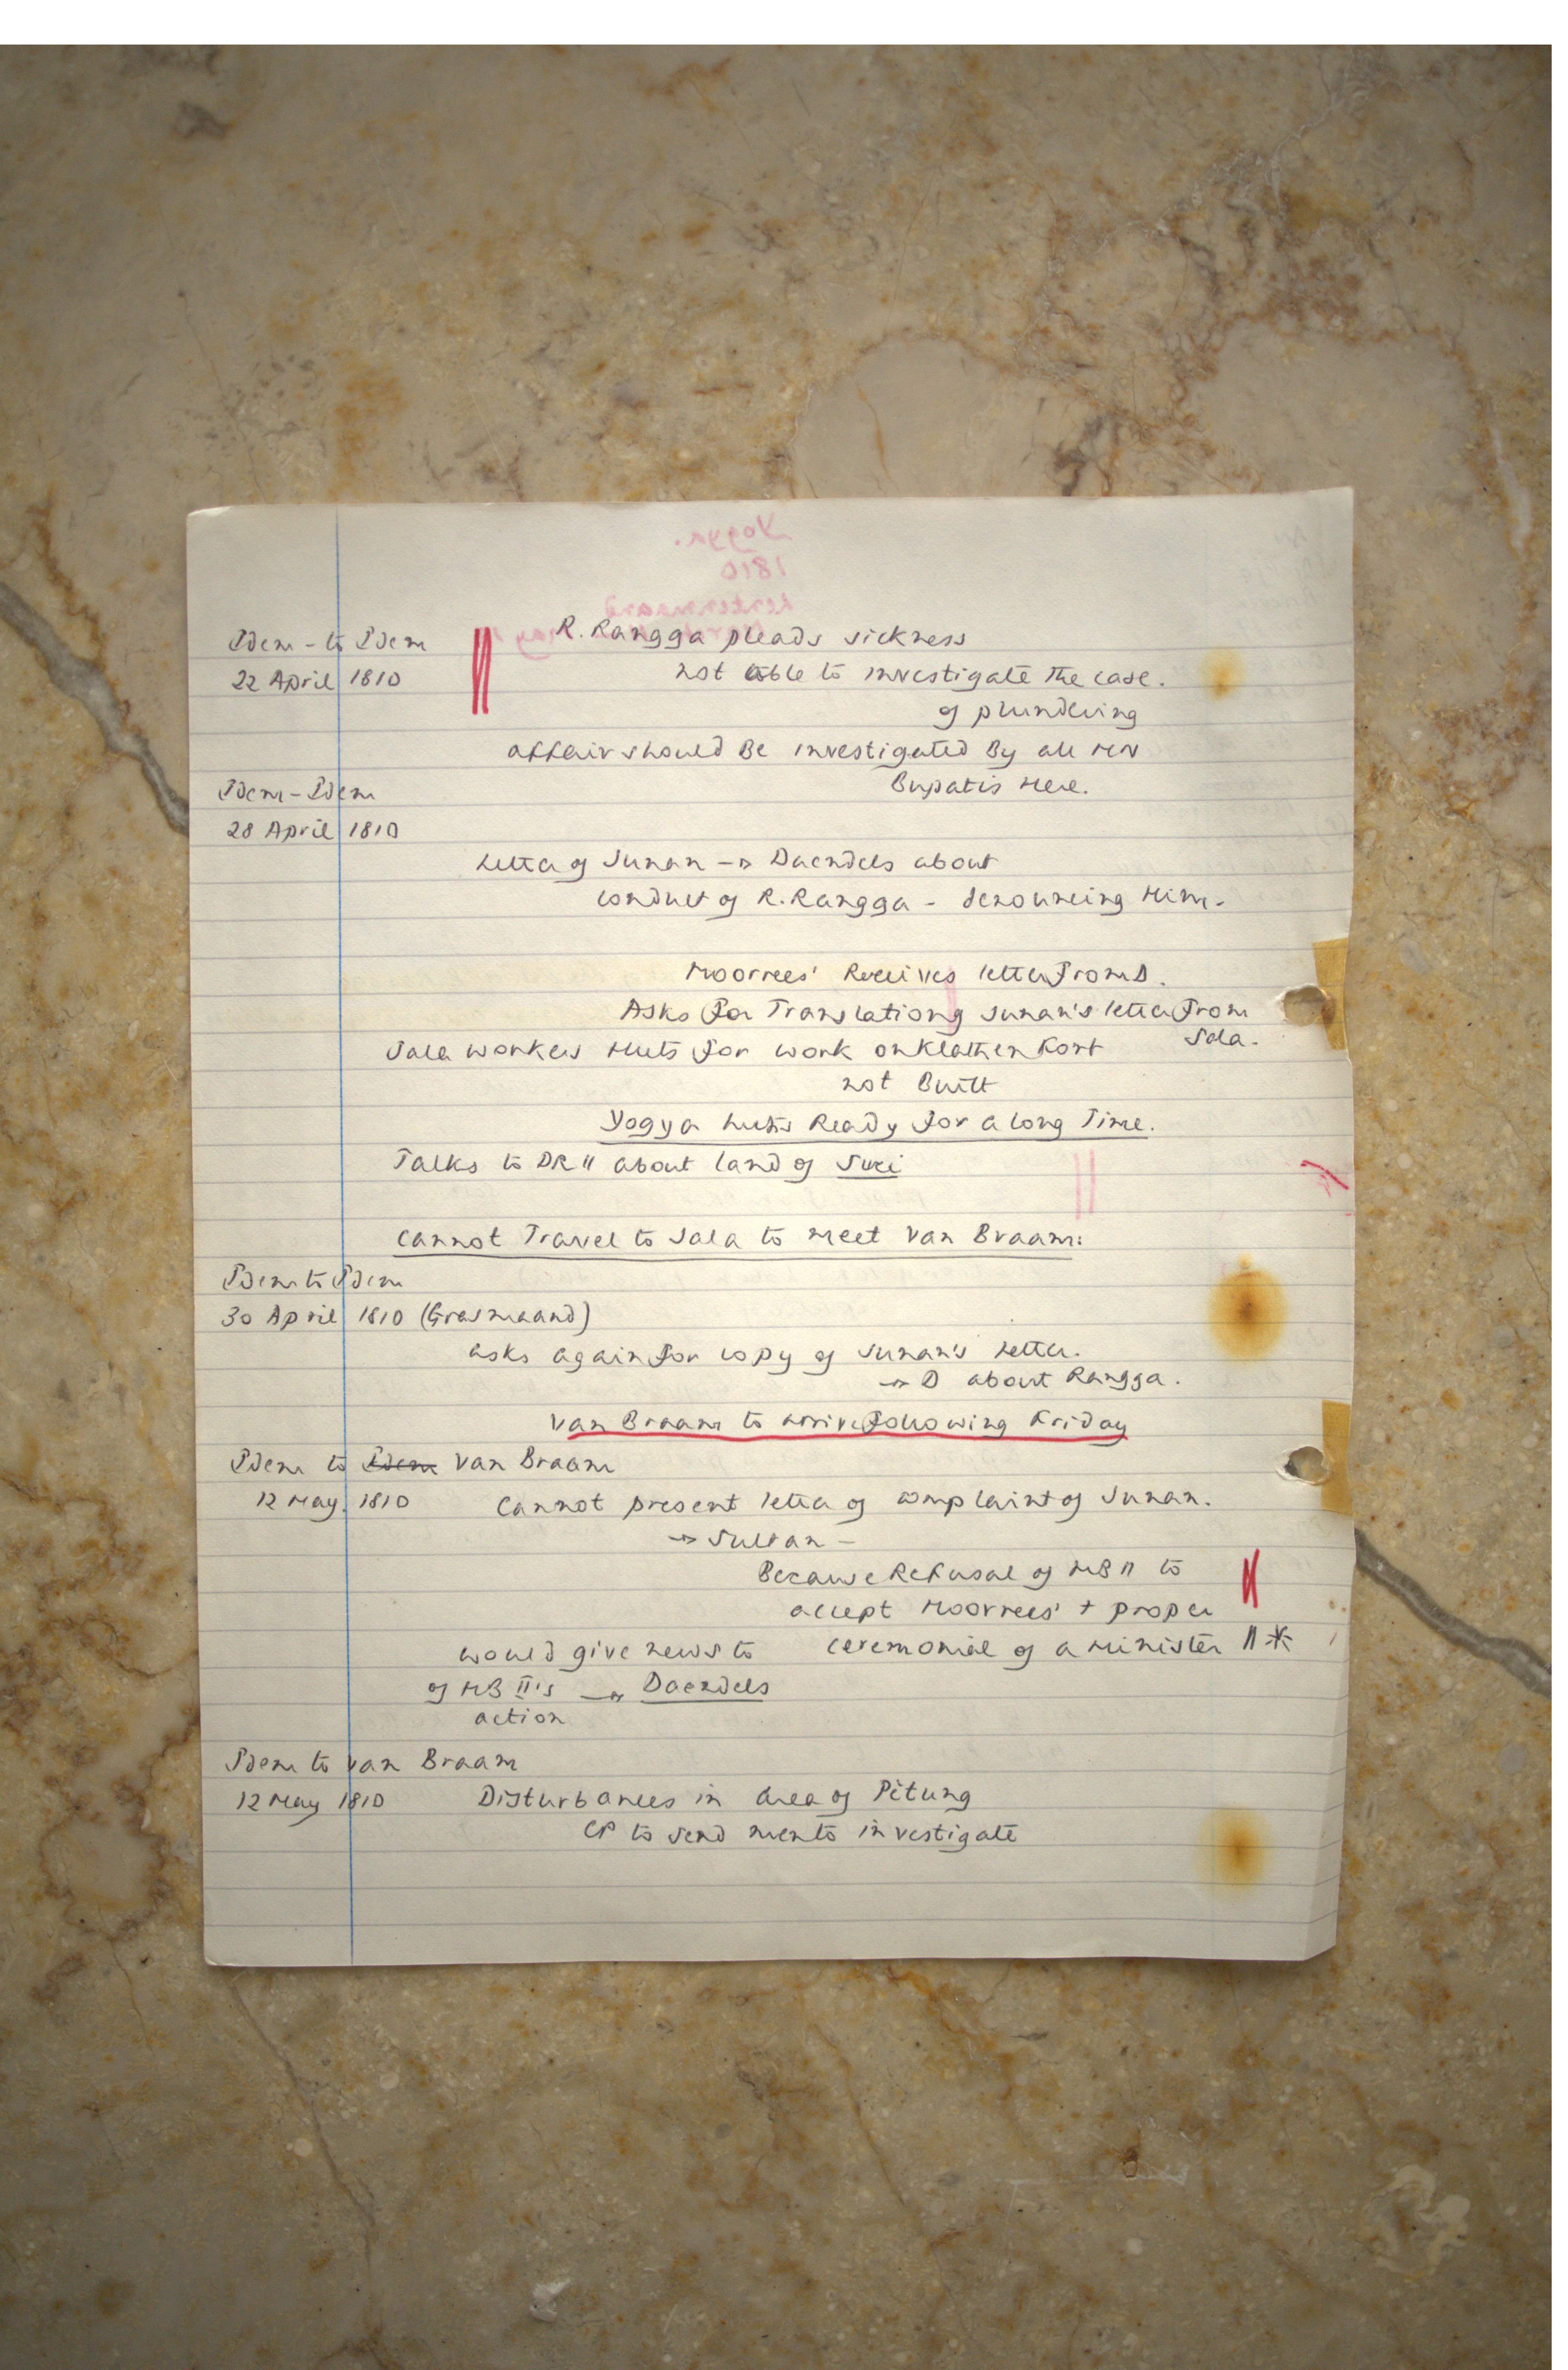 Idem - to Idem
22 April 1810
R. Rangga pleads sickness
not able to investigate the case.
of plundering
affair should Be investigated By all MN
Bupatis Here.
Idem - Idem
28 April 1810
Letter of Sunan → Daendels about
conduct of R. Rangga - denouncing Him.
Moorrees' Receives letter from D.
Asks for Translation of Sunan's letter from
Sala.
Sala workers Huts for work on Klathen Fort
not Built
Yogya huts Ready for a long Time.
Talks to DR II about land of
Cannot Travel to Sala to meet Van Braam:
Idem to Idem
30 April 1810 (Grasmaand)
asks again for copy of Sunan's Letter.
→ D about Rangga.
Van Braam to arrive following Friday
Idem to Idem Van Braam
12 May 1810
Cannot present letter of complaint of Sunan.
→ Sultan -
Because Refusal of HB II to
accept Moorrees' + proper
ceremonial of a Minister || *
would give news to
of HB II's → Daendels
action
Idem to Van Braam
12 May 1810
Disturbances in Area of Pitung
CP to send men to investigate